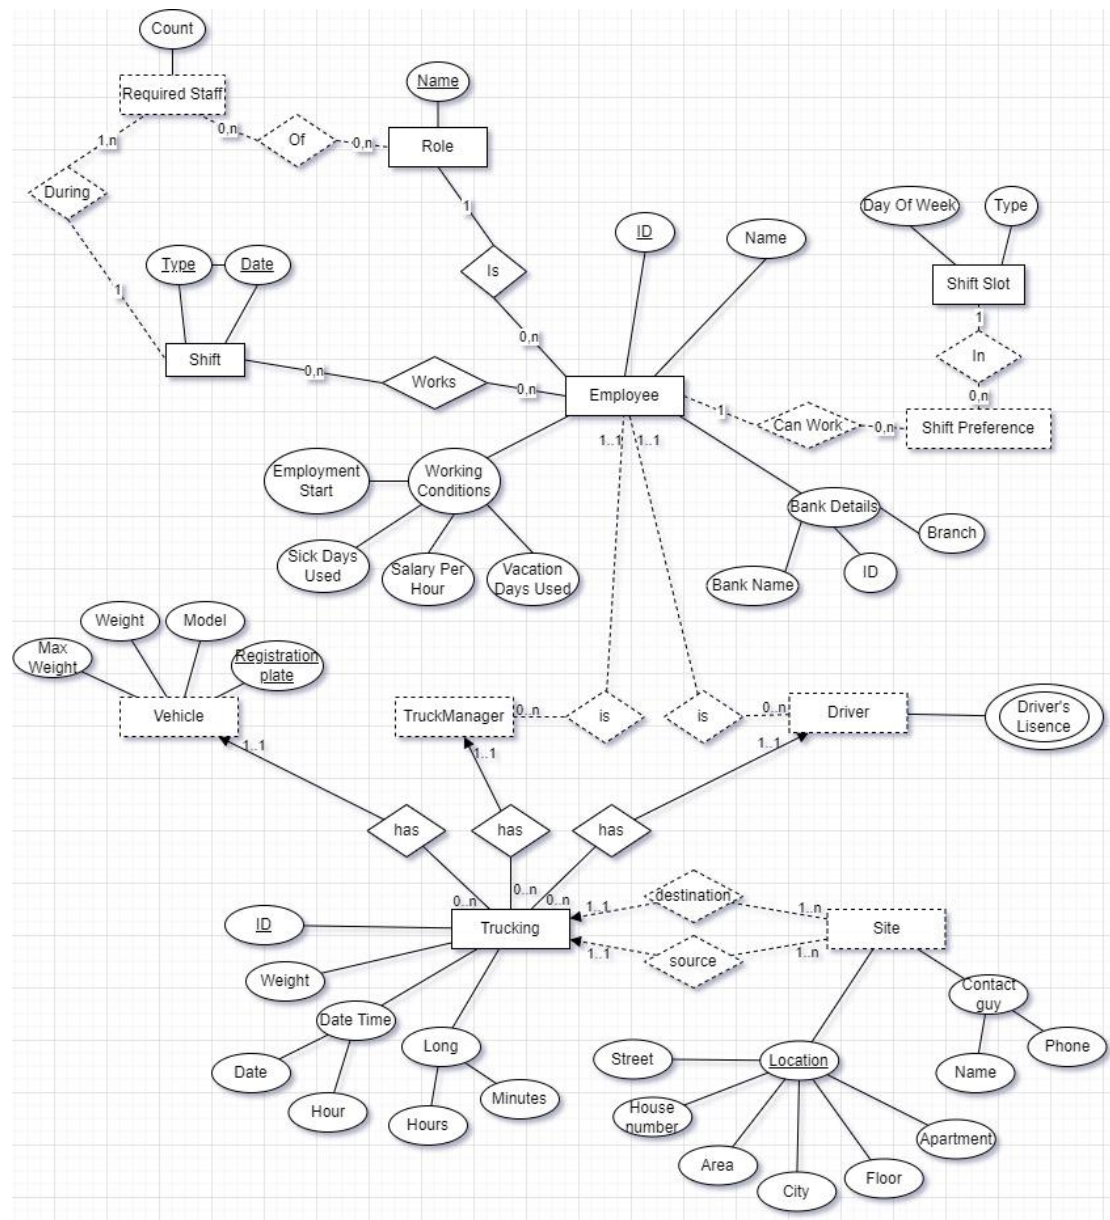 Count
Required Staff
Name
0,n
Of
0,n
Role
1,n
During
1
ID
Name
Day Of Week
Type
Type
Date
Is
Shift Slot
1
1
0,n
In
Shift
0,n
Works
0,n
Employee
1
Can Work
0,n
0,n
Shift Preference
1..1
1..1
Employment
Start
Working
Conditions
Bank Details
Branch
Sick Days
Used
Salary Per
Hour
Vacation
Days Used
Bank Name
ID
Weight
Model
Max
Weight
Registration
plate
Vehicle
TruckManager
0..n
is
is
0..n
Driver
Driver's
Lisence
1..1
1..1
1..1
has
has
has
0..n
0..n
0..n
destination
1..1
1..n
ID
Trucking
Site
1..1
source
1..n
Weight
Contact
guy
Date Time
Long
Phone
Date
Street
Location
Name
Hour
Minutes
Hours
House
number
Apartment
Area
City
Floor